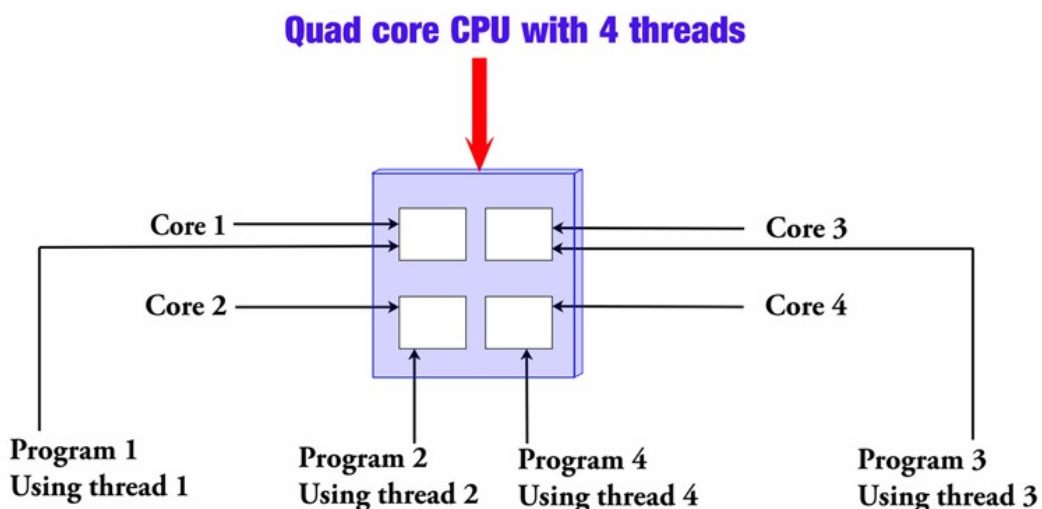 Quad core CPU with 4 threads
Core 1
Core 3
Core 2
Core 4
Program 1
Using thread 1
Program 2
Using thread 2
Program 4
Using thread 4
Program 3
Using thread 3